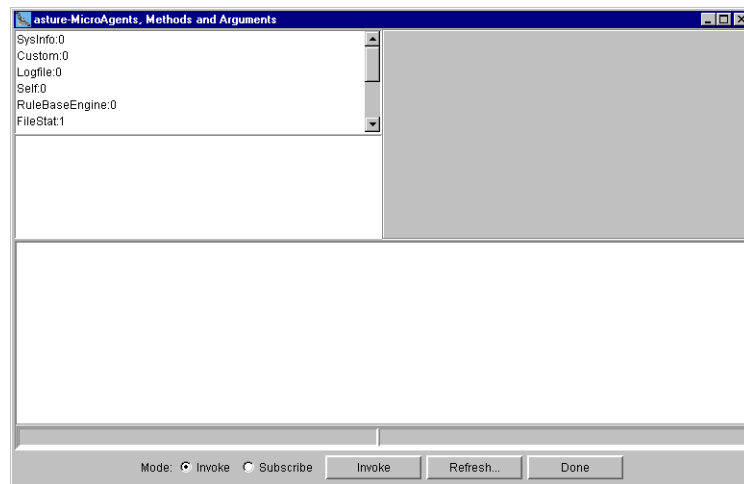 asture-MicroAgents, Methods and Arguments
SysInfo:0
Custom:0
Logfile:0
Self:0
RuleBaseEngine:0
FileStat:1
Mode: Invoke Subscribe Invoke Refresh... Done